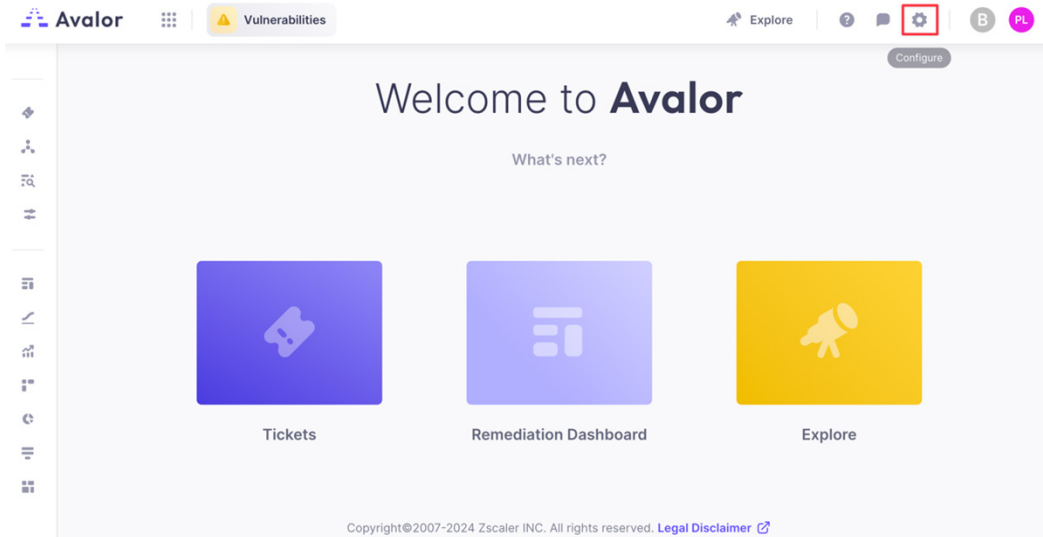 Avalor
Vulnerabilities
Explore
?
B
PL
Configure
Welcome to Avalor
What's next?
Tickets
Remediation Dashboard
Explore
Copyright©2007-2024 Zscaler INC. All rights reserved. Legal Disclaimer